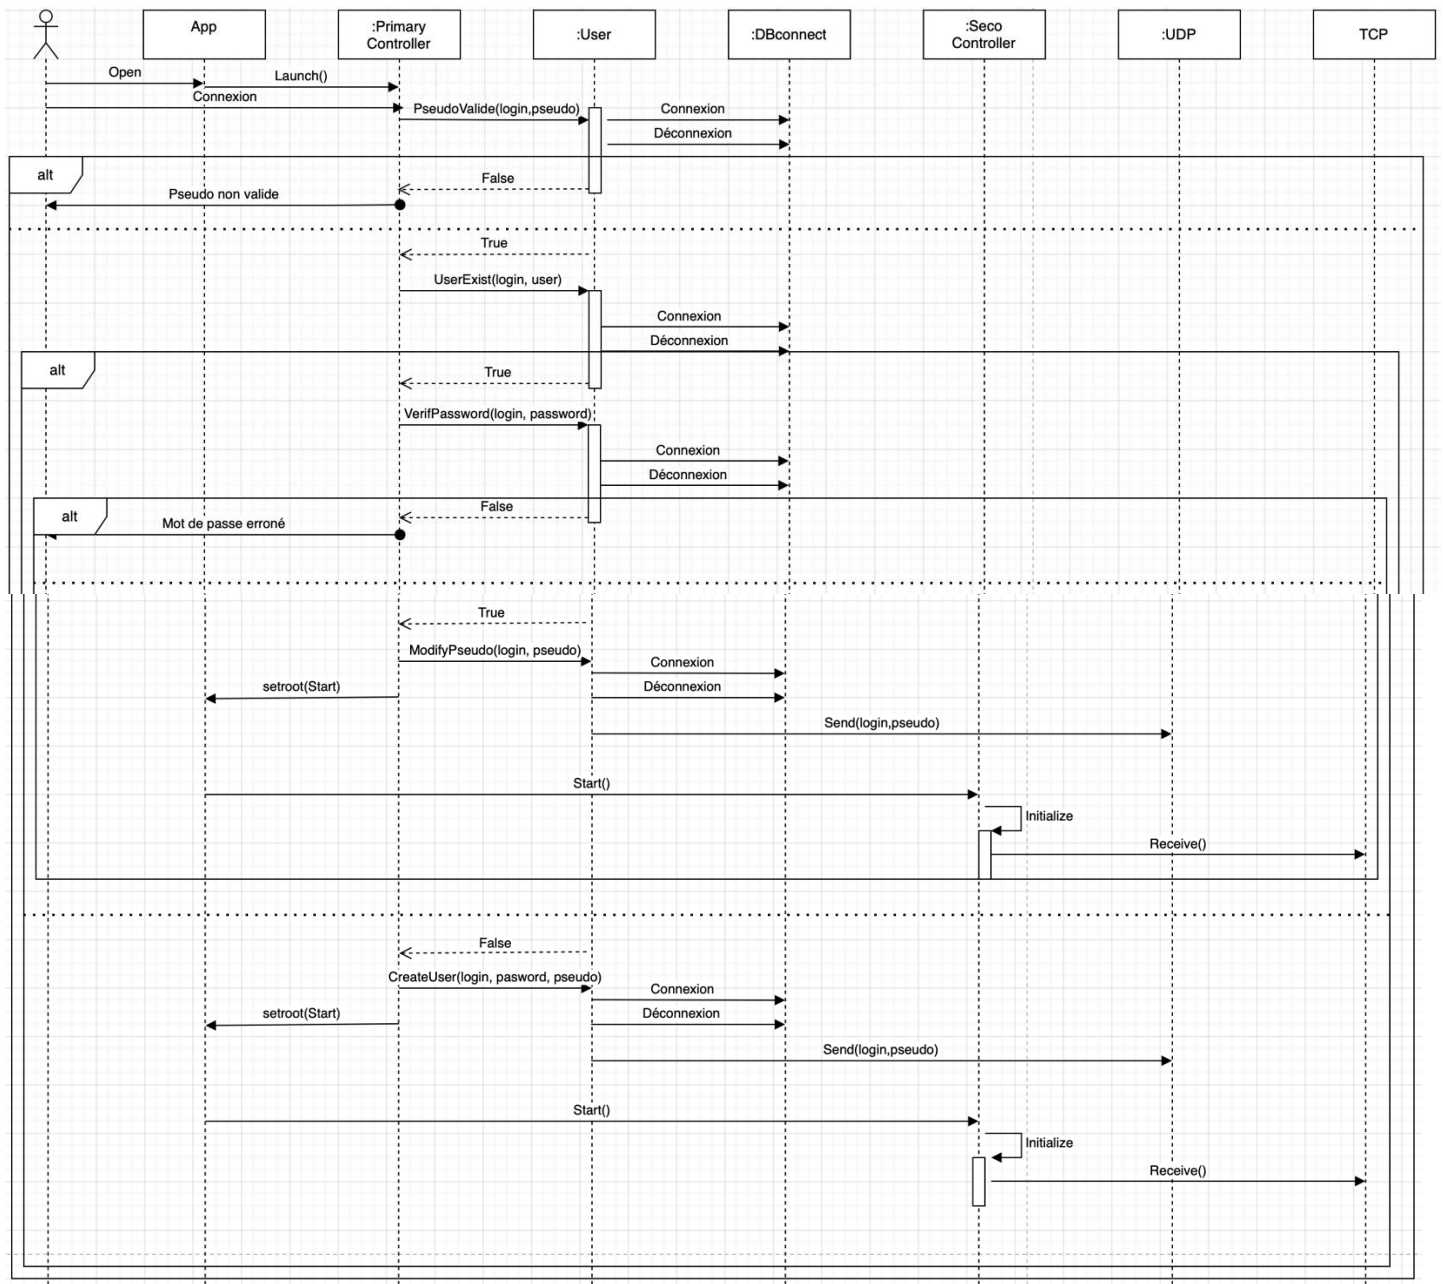 App
:Primary
Controller
:User
:DBconnect
:Seco
Controller
:UDP
TCP
Open
Launch()
Connexion
PseudoValide(login,pseudo)
Connexion
Déconnexion
alt
False
Pseudo non valide
True
UserExist(login, user)
Connexion
Déconnexion
alt
True
VerifPassword(login, password)
Connexion
Déconnexion
alt
False
Mot de passe erroné
True
ModifyPseudo(login, pseudo)
Connexion
setroot(Start)
Déconnexion
Send(login,pseudo)
Start()
Initialize
Receive()
False
CreateUser(login, pasword, pseudo)
Connexion
setroot(Start)
Déconnexion
Send(login,pseudo)
Start()
Initialize
Receive()